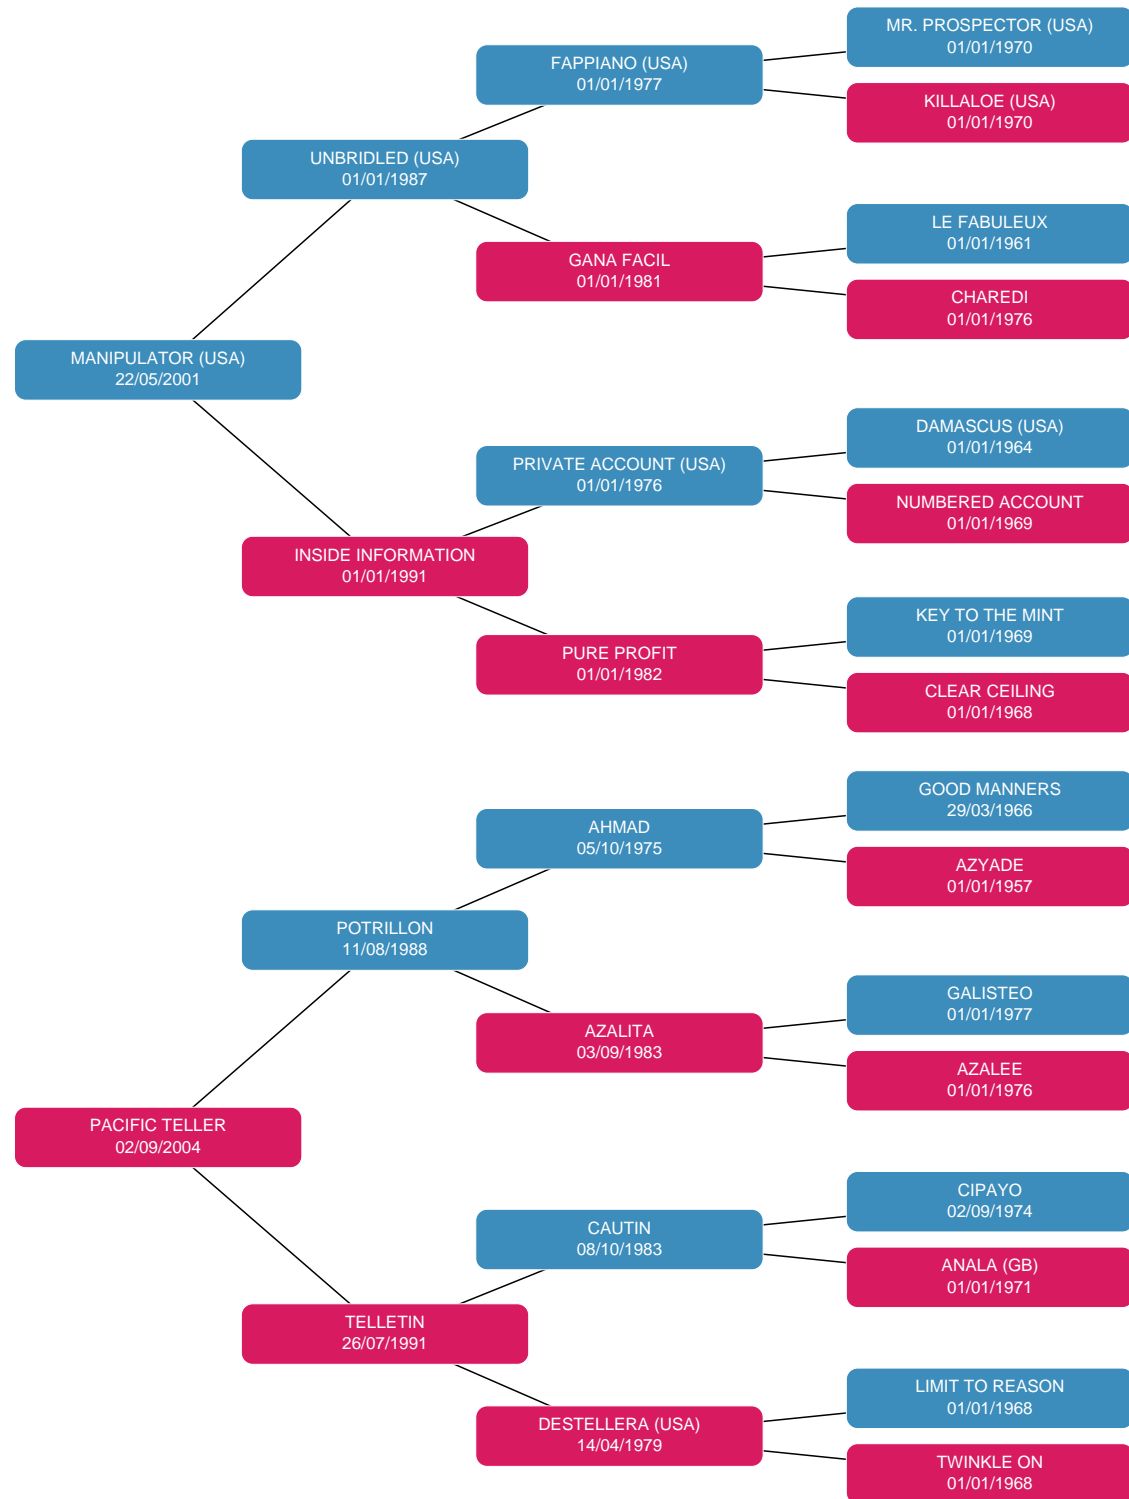 MR. PROSPECTOR (USA)
01/01/1970
FAPPIANO (USA)
01/01/1977
KILLALOE (USA)
01/01/1970
UNBRIDLED (USA)
01/01/1987
LE FABULEUX
01/01/1961
GANA FACIL
01/01/1981
CHAREDI
01/01/1976
MANIPULATOR (USA)
22/05/2001
DAMASCUS (USA)
01/01/1964
PRIVATE ACCOUNT (USA)
01/01/1976
NUMBERED ACCOUNT
01/01/1969
INSIDE INFORMATION
01/01/1991
KEY TO THE MINT
01/01/1969
PURE PROFIT
01/01/1982
CLEAR CEILING
01/01/1968
GOOD MANNERS
29/03/1966
AHMAD
05/10/1975
AZYADE
01/01/1957
POTRILLON
11/08/1988
GALISTEO
01/01/1977
AZALITA
03/09/1983
AZALEE
01/01/1976
PACIFIC TELLER
02/09/2004
CIPAYO
02/09/1974
CAUTIN
08/10/1983
ANALA (GB)
01/01/1971
TELLETIN
26/07/1991
LIMIT TO REASON
01/01/1968
DESTELLERA (USA)
14/04/1979
TWINKLE ON
01/01/1968